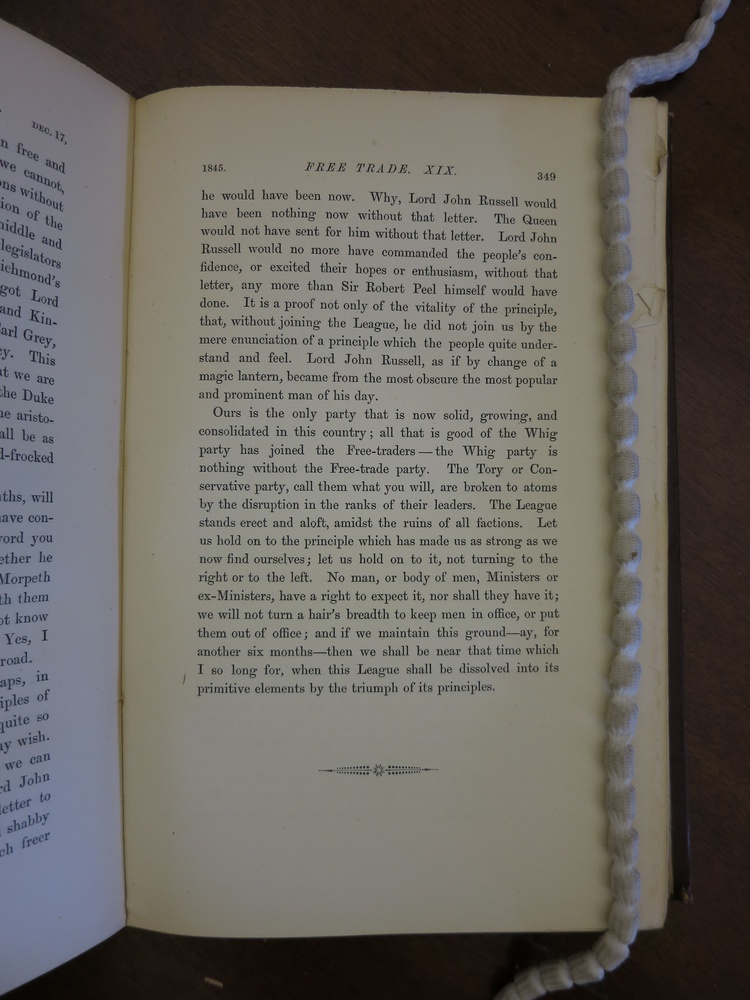 DEC. 17,
n free and
we cannot,
ns without
ion of the
middle and
legislators
ichmond's
got Lord
and Kin-
arl Grey,
ey. This
at we are
the Duke
ne aristo-
all be as
d-frocked
ths, will
have con-
vord you
ether he
Morpeth
th them
ot know
Yes, I
road.
aps, in
iples of
quite so
ay wish.
we can
rd John
letter to
shabby
ch freer
1845. FREE TRADE. XIX. 349
he would have been now. Why, Lord John Russell would
have been nothing now without that letter. The Queen
would not have sent for him without that letter. Lord John
Russell would no more have commanded the people's con-
fidence, or excited their hopes or enthusiasm, without that
letter, any more than Sir Robert Peel himself would have
done. It is a proof not only of the vitality of the principle,
that, without joining the League, he did not join us by the
mere enunciation of a principle which the people quite under-
stand and feel. Lord John Russell, as if by change of a
magic lantern, became from the most obscure the most popular
and prominent man of his day.
Ours is the only party that is now solid, growing, and
consolidated in this country; all that is good of the Whig
party has joined the Free-traders—the Whig party is
nothing without the Free-trade party. The Tory or Con-
servative party, call them what you will, are broken to atoms
by the disruption in the ranks of their leaders. The League
stands erect and aloft, amidst the ruins of all factions. Let
us hold on to the principle which has made us as strong as we
now find ourselves; let us hold on to it, not turning to the
right or to the left. No man, or body of men, Ministers or
ex-Ministers, have a right to expect it, nor shall they have it;
we will not turn a hair's breadth to keep men in office, or put
them out of office; and if we maintain this ground—ay, for
another six months—then we shall be near that time which
I so long for, when this League shall be dissolved into its
primitive elements by the triumph of its principles.